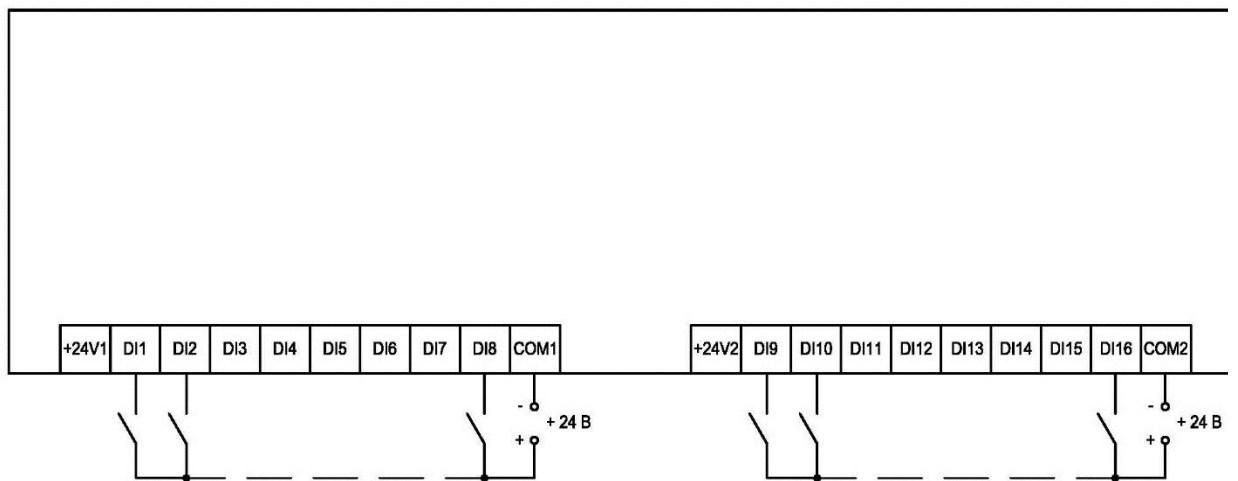 +24V1 DI1 DI2 DI3 DI4 DI5 DI6 DI7 DI8 COM1 +24V2 DI9 DI10 DI11 DI12 DI13 DI14 DI15 DI16 COM2
- -
+ 24 В + 24 В
+ +